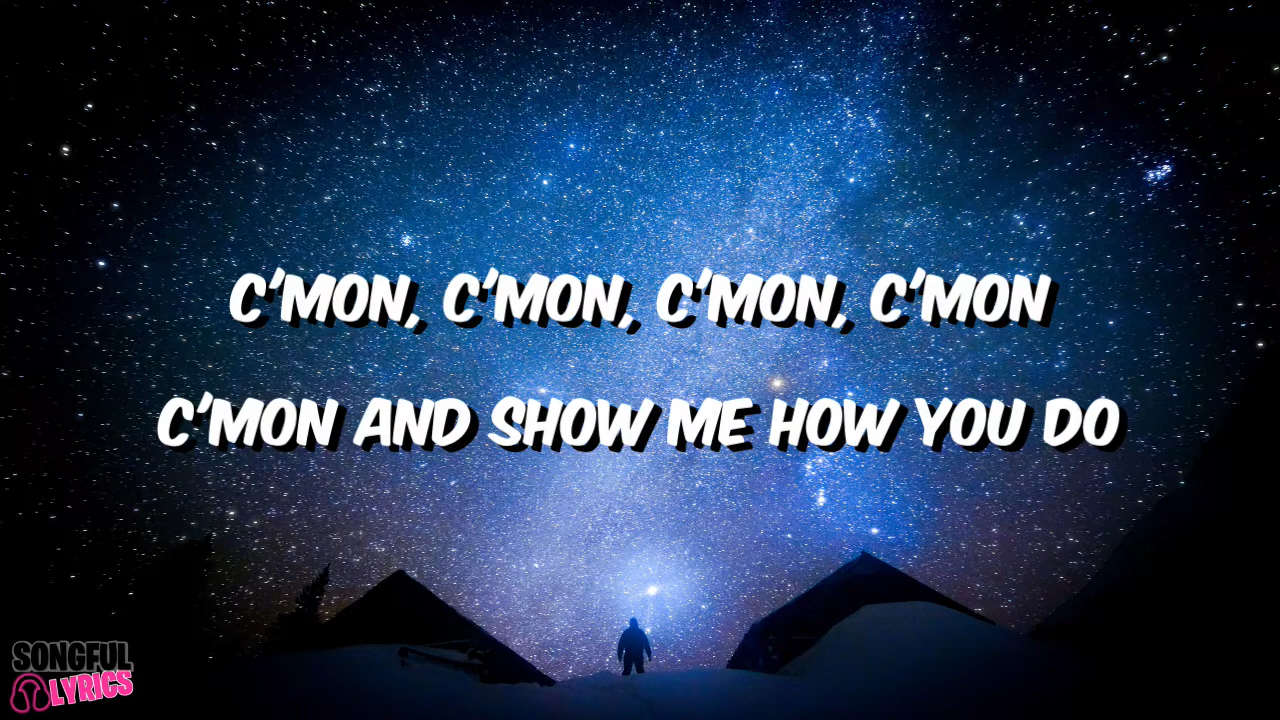 C'MON, C'MON, C'MON, C'MON
C'MON AND SHOW ME HOW YOU DO
SONGFUL
LYRICS